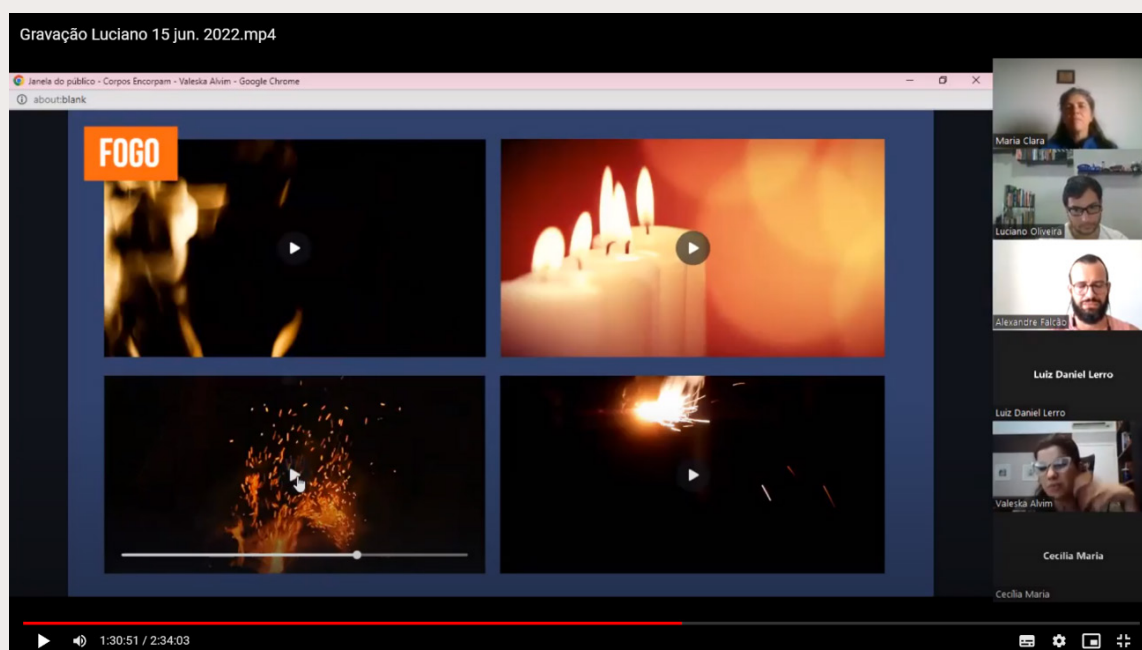 Gravação Luciano 15 jun. 2022.mp4
Janela do público - Corpos Encorpam - Valeska Alvim - Google Chrome
about:blank
FOGO
Maria Clara
Luciano Oliveira
Alexandre Falcão
Luiz Daniel Lerro
Luiz Daniel Lerro
Valeska Alvim
Cecilia Maria
Cecília Maria
1:30:51 / 2:34:03